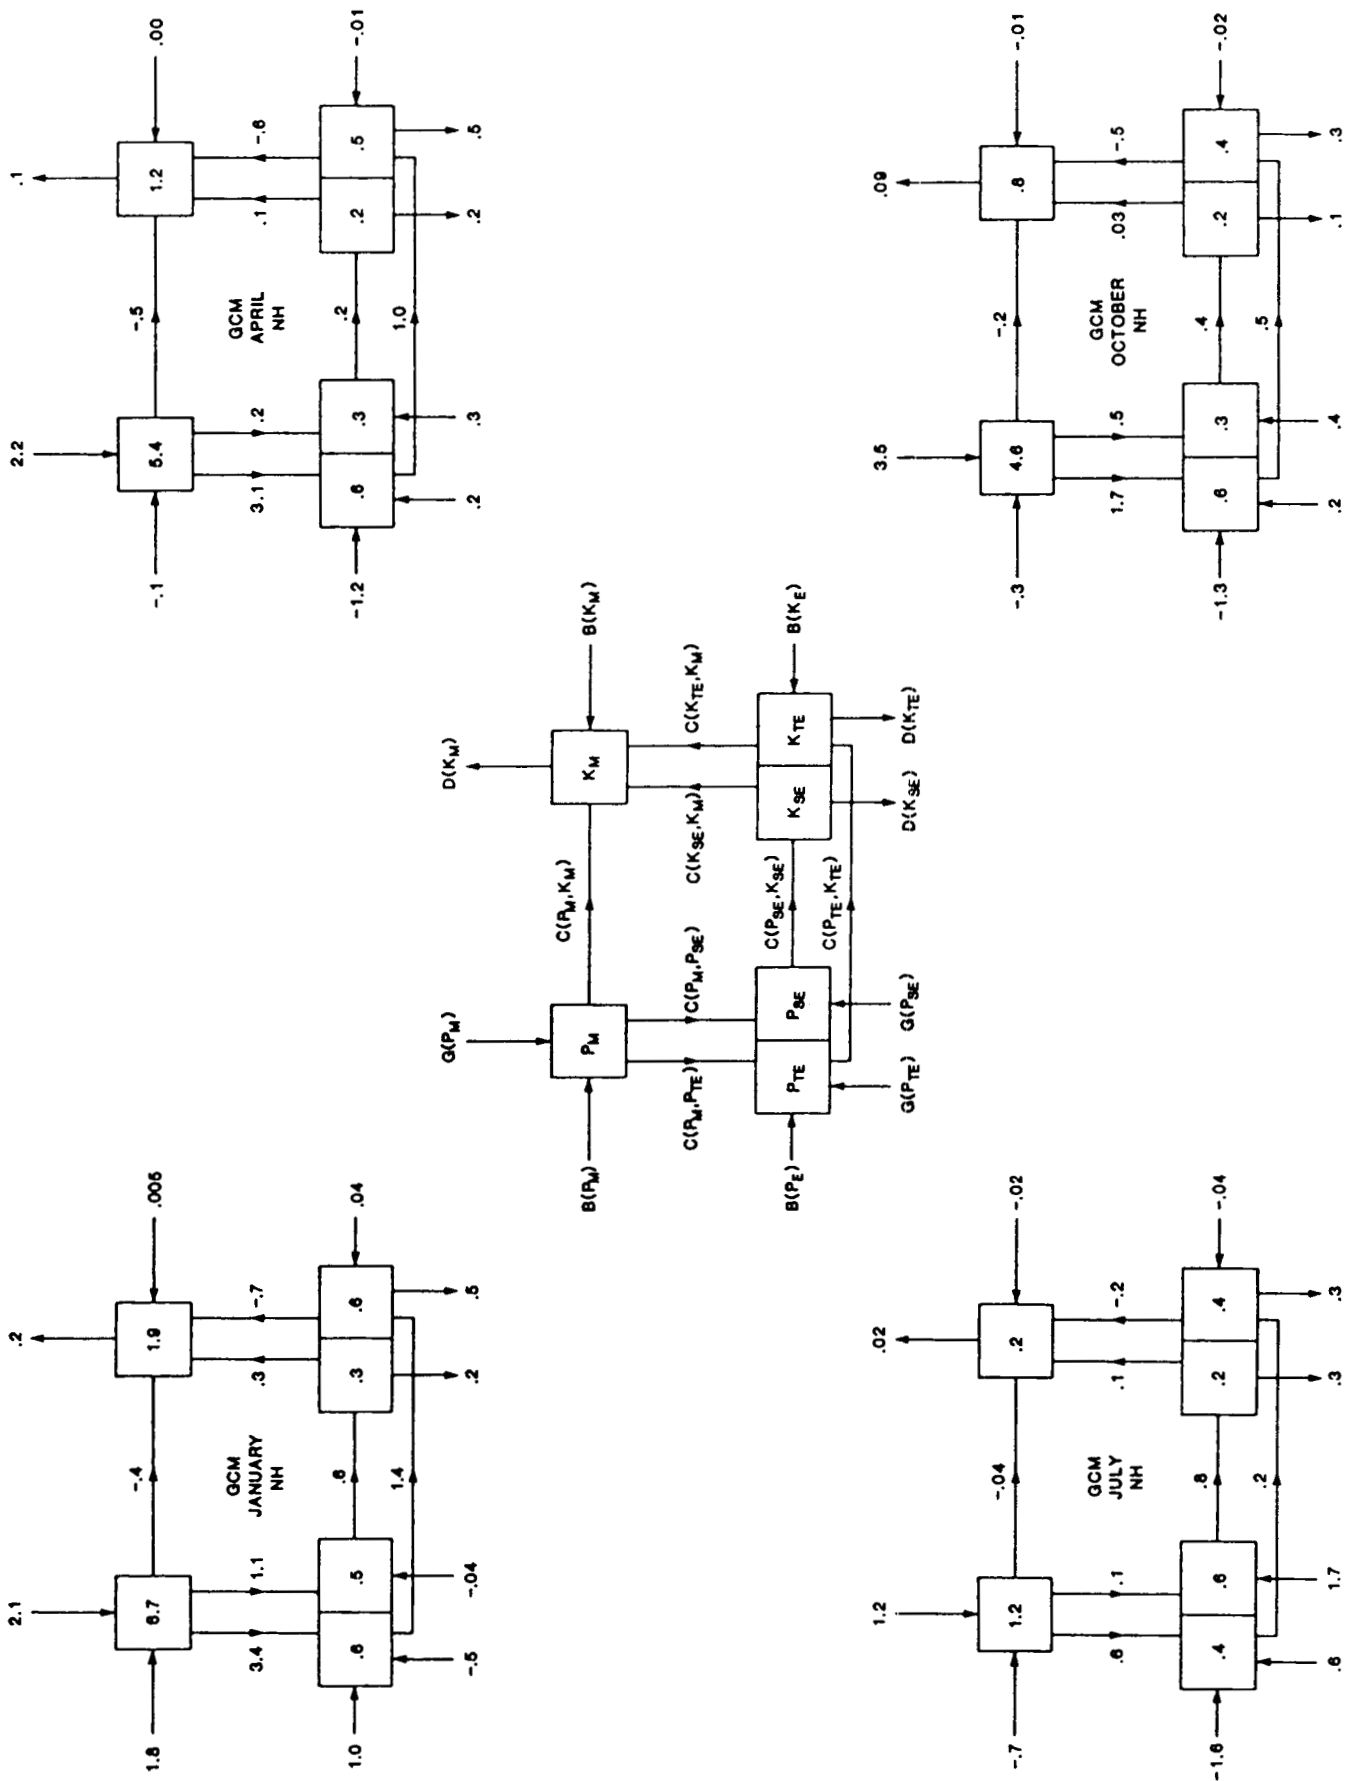 2.1
.2
1.8
6.7
-.4
1.9
.005
3.4
1.1
GCM
JANUARY
NH
.3
-.7
1.0
.6
.5
.6
.3
.6
.04
1.4
-.5
-.04
.2
.5
2.2
.1
-.1
5.4
-.5
1.2
.00
3.1
.2
GCM
APRIL
NH
.1
-.6
-1.2
.6
.3
.2
.2
.5
-.01
1.0
.2
.3
.2
.5
G(P_M)
D(K_M)
B(P_M)
P_M
C(P_M,K_M)
K_M
B(K_M)
C(P_M,P_TE)
C(P_M,P_SE)
C(K_SE,K_M)
C(K_TE,K_M)
B(P_E)
P_TE
P_SE
C(P_SE,K_SE)
K_SE
K_TE
B(K_E)
C(P_TE,K_TE)
G(P_TE)
G(P_SE)
D(K_SE)
D(K_TE)
1.2
.02
-.7
1.2
-.04
.2
-.02
.6
.1
GCM
JULY
NH
.1
-.2
-1.6
.4
.6
.8
.2
.4
-.04
.2
.6
1.7
.3
.3
3.5
.09
-.3
4.6
-.2
.8
-.01
1.7
.5
GCM
OCTOBER
NH
.03
-.5
-1.3
.6
.3
.4
.2
.4
-.02
.5
.2
.4
.1
.3